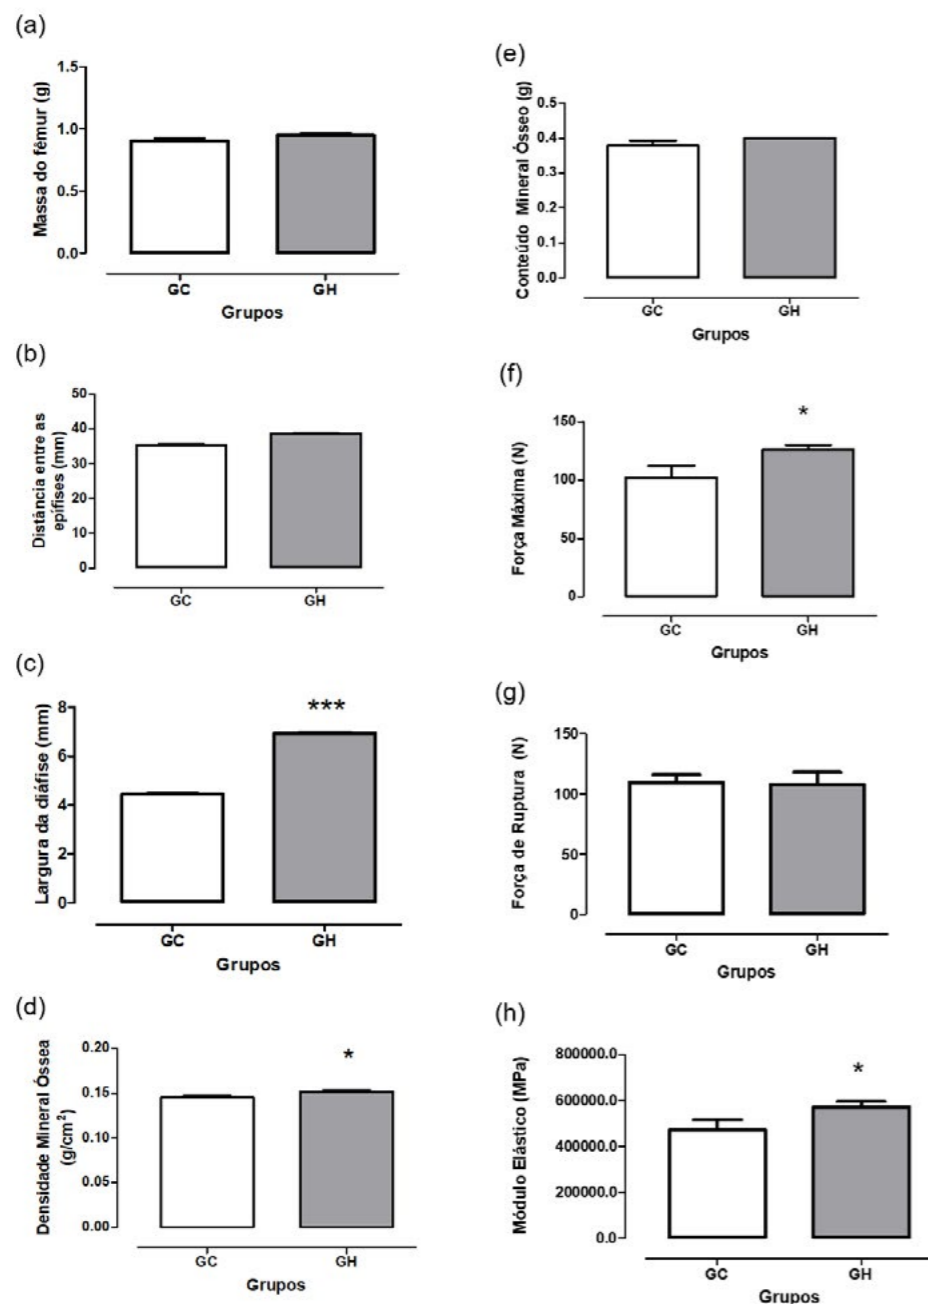 (a)
Massa do fêmur (g)
1.5
1.0
0.5
0.0
GC
GH
Grupos
(b)
Distância entre as
epífises (mm)
50
40
30
20
10
0
GC
GH
(c)
Largura da diáfise (mm)
8
6
4
2
0
***
GC
GH
Grupos
(d)
Densidade Mineral Óssea
(g/cm²)
0.20
0.15
0.10
0.05
0.00
*
GC
GH
Grupos
(e)
Conteúdo Mineral Ósseo (g)
0.5
0.4
0.3
0.2
0.1
0.0
GC
GH
Grupos
(f)
Força Máxima (N)
150
100
50
0
*
GC
GH
Grupos
(g)
Força de Ruptura (N)
150
100
50
0
GC
GH
Grupos
(h)
Módulo Elástico (MPa)
800000.0
600000.0
400000.0
200000.0
0.0
*
GC
GH
Grupos